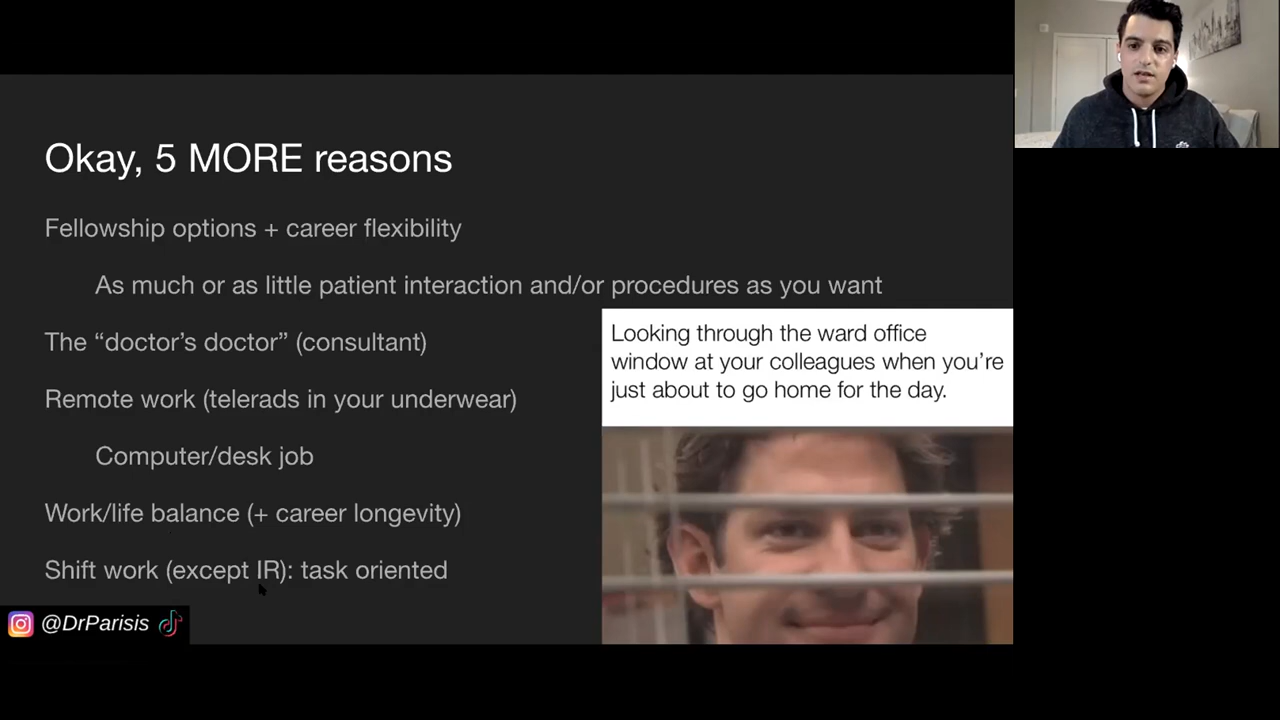 Okay, 5 MORE reasons
Fellowship options + career flexibility
As much or as little patient interaction and/or procedures as you want
The “doctor’s doctor” (consultant)
Remote work (telerads in your underwear)
Computer/desk job
Work/life balance (+ career longevity)
Shift work (except IR): task oriented
Looking through the ward office
window at your colleagues when you’re
just about to go home for the day.
@DrParisis